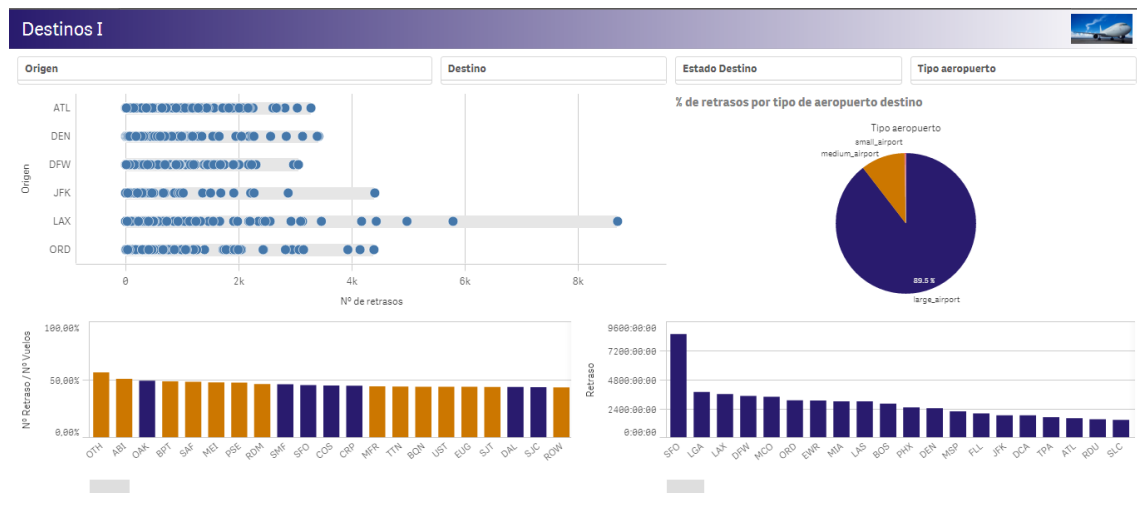 Destinos I
Origen
Destino
Estado Destino
Tipo aeropuerto
Origen
ATL
DEN
DFW
JFK
LAX
ORD
0
2k
4k
6k
8k
Nº de retrasos
% de retrasos por tipo de aeropuerto destino
Tipo aeropuerto
small_airport
medium_airport
89.5 %
large_airport
Nº Retraso / Nº Vuelos
100,00%
50,00%
0,00%
OTH
ABI
OAK
BPT
SAF
MEI
PSE
RDM
SMF
SFO
COS
CRP
MFR
TTN
BQN
UST
EUG
SJT
DAL
SJC
ROW
Retraso
9600:00:00
7200:00:00
4800:00:00
2400:00:00
0:00:00
SFO
LGA
LAX
DFW
MCO
ORD
EWR
MIA
LAS
BOS
PHX
DEN
MSP
FLL
JFK
DCA
TPA
ATL
RDU
SLC